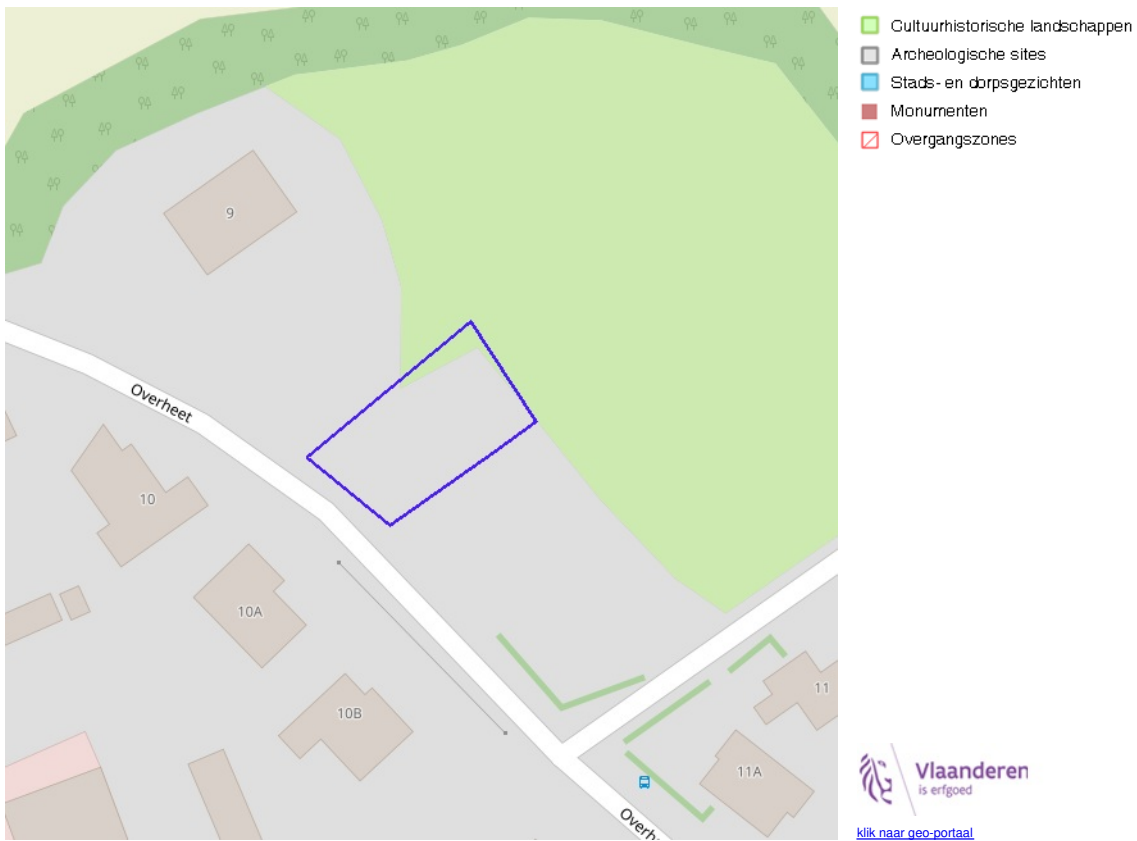 Cultuurhistorische landschappen
Archeologische sites
Stads- en dorpsgezichten
Monumenten
Overgangszones
9
Overheet
10
10A
10B
11
11A
Overh
Vlaanderen
is erfgoed
klik naar geo-portaal